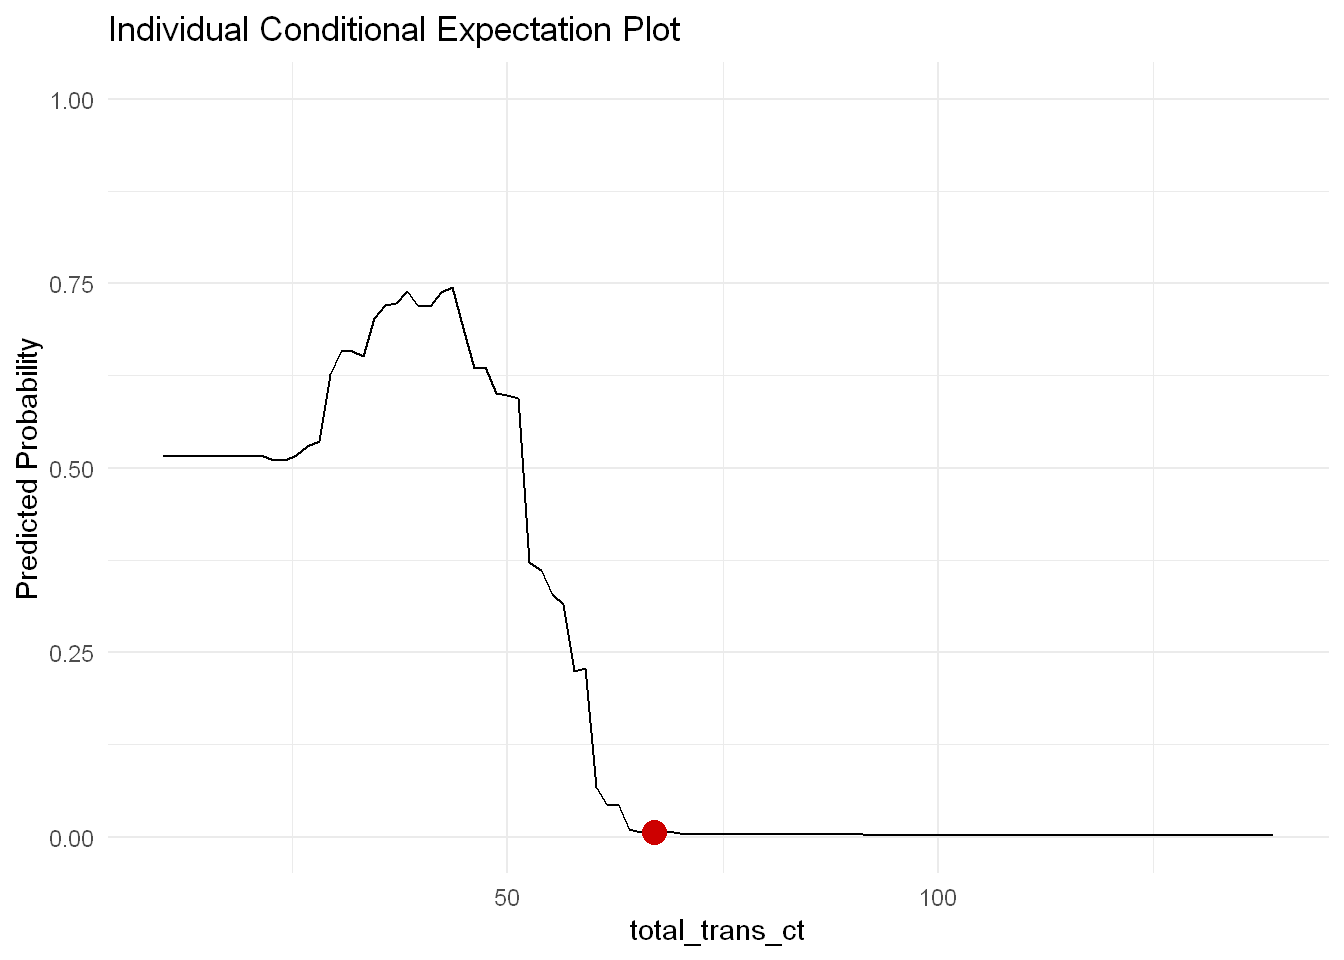 Individual Conditional Expectation Plot
1.00
0.75
0.50
0.25
0.00
Predicted Probability
50
100
total_trans_ct